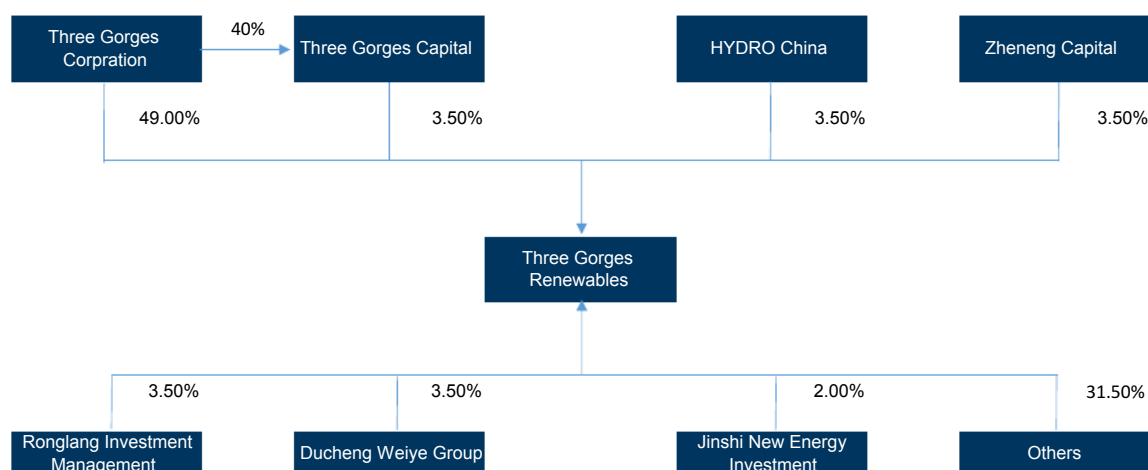 Three Gorges
Corpration
40%
Three Gorges Capital
HYDRO China
Zheneng Capital
49.00%
3.50%
3.50%
3.50%
Three Gorges
Renewables
3.50%
3.50%
2.00%
31.50%
Ronglang Investment
Management
Ducheng Weiye Group
Jinshi New Energy
Investment
Others